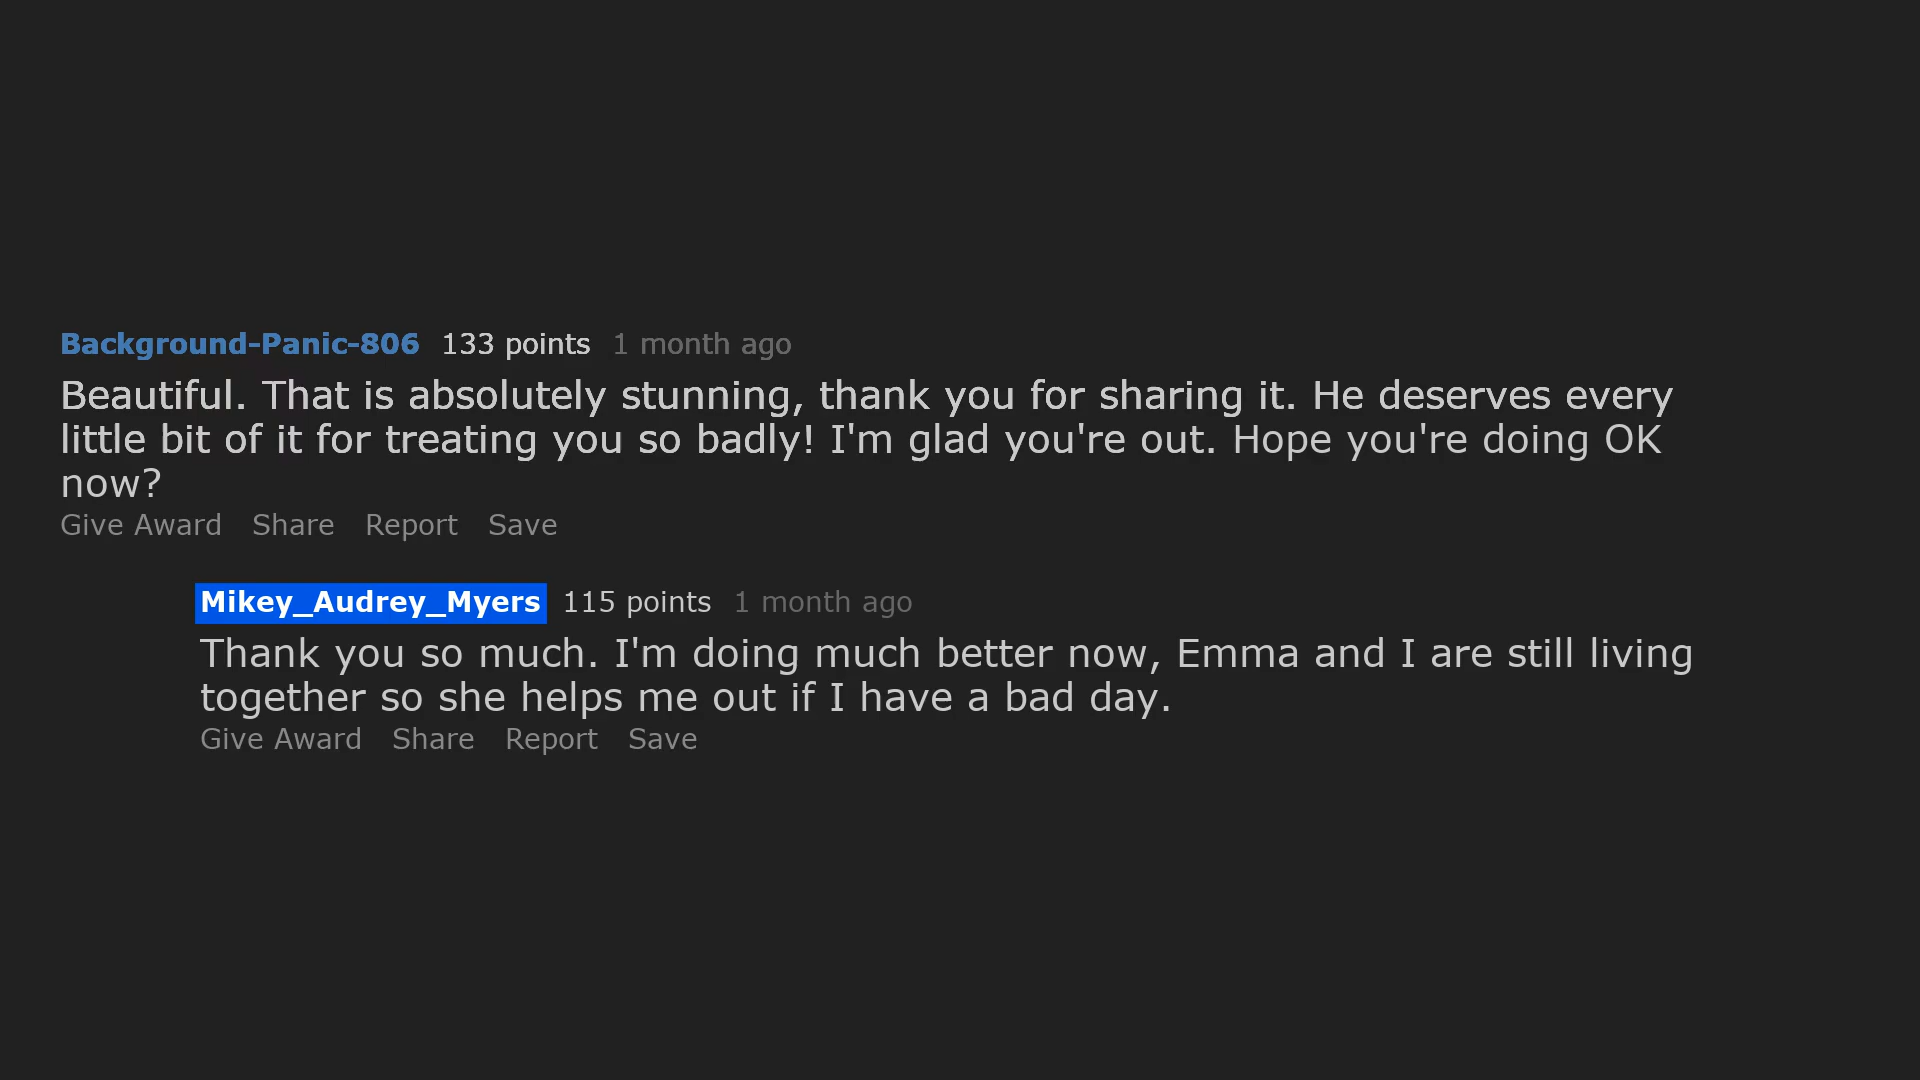 Background-Panic-806 133 points 1 month ago
Beautiful. That is absolutely stunning, thank you for sharing it. He deserves every
little bit of it for treating you so badly! I'm glad you're out. Hope you're doing OK
now?
Give Award Share Report Save
Mikey_Audrey_Myers 115 points 1 month ago
Thank you so much. I'm doing much better now, Emma and I are still living
together so she helps me out if I have a bad day.
Give Award Share Report Save